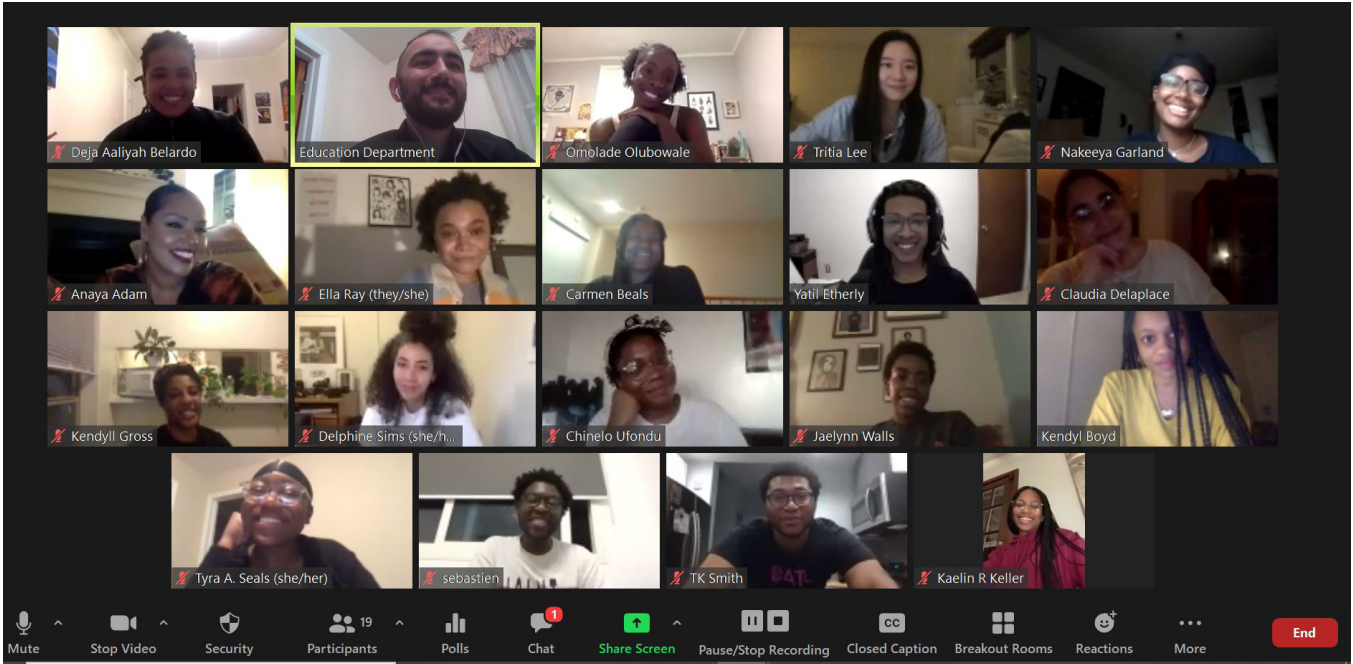 Deja Aaliyah Belardo
Education Department
Omolade Olubowale
Tritia Lee
Nakeeya Garland
Anaya Adam
Ella Ray (they/she)
Carmen Beals
Yatil Etherly
Claudia Delaplace
Kendyll Gross
Delphine Sims (she/h...
Chinelo Ufondu
Jaelynn Walls
Kendyl Boyd
Tyra A. Seals (she/her)
sebastien
TK Smith
ATL
Kaelin R Keller
19
1
CC
Mute
Stop Video
Security
Participants
Polls
Chat
Share Screen
Pause/Stop Recording
Closed Caption
Breakout Rooms
Reactions
More
End